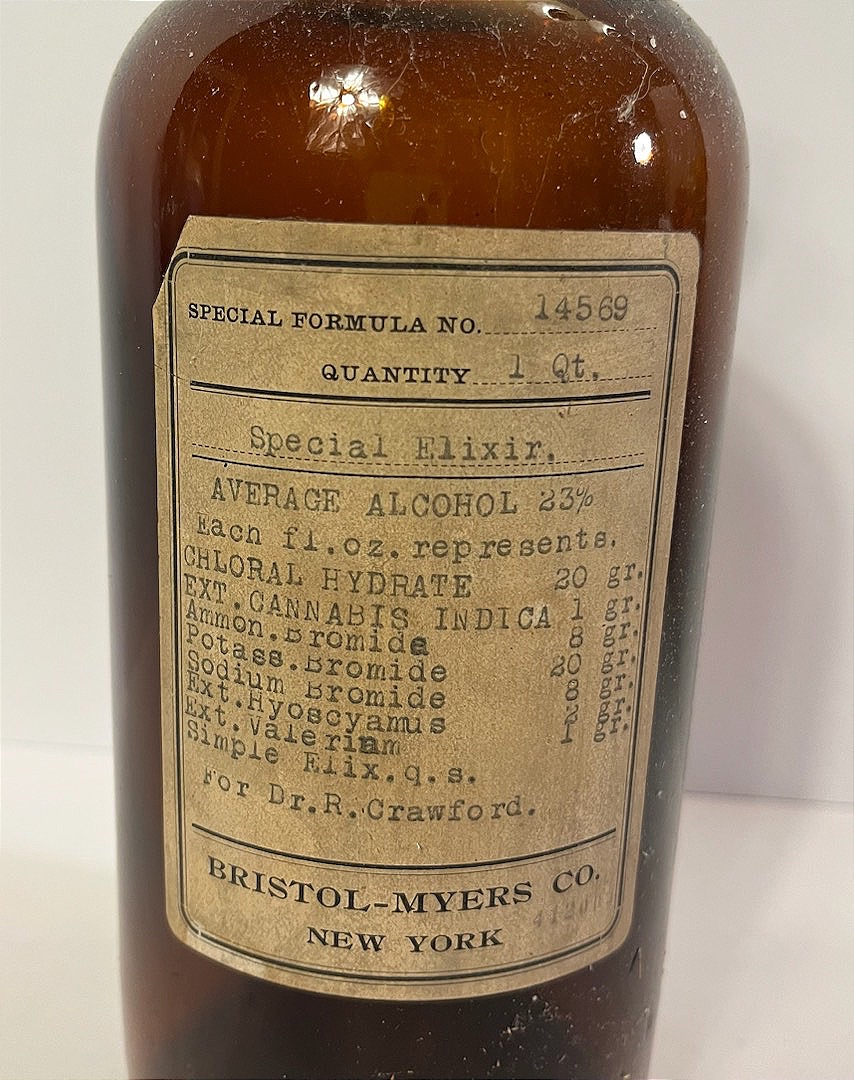 SPECIAL FORMULA NO. 14569
QUANTITY 1 Qt.
Special Elixir.
AVERAGE ALCOHOL 23%
Each fl.oz. represents.
CHLORAL HYDRATE 20 gr.
EXT.CANNABIS INDICA 1 gr.
Ammon.Bromide 8 gr.
Potass.Bromide 20 gr.
Sodium Bromide 8 gr.
Ext.Hyoscyamus gr.
Ext.Valerian 1 gr.
Simple Elix.q.s.
For Dr.R.Crawford.
BRISTOL-MYERS CO.
NEW YORK